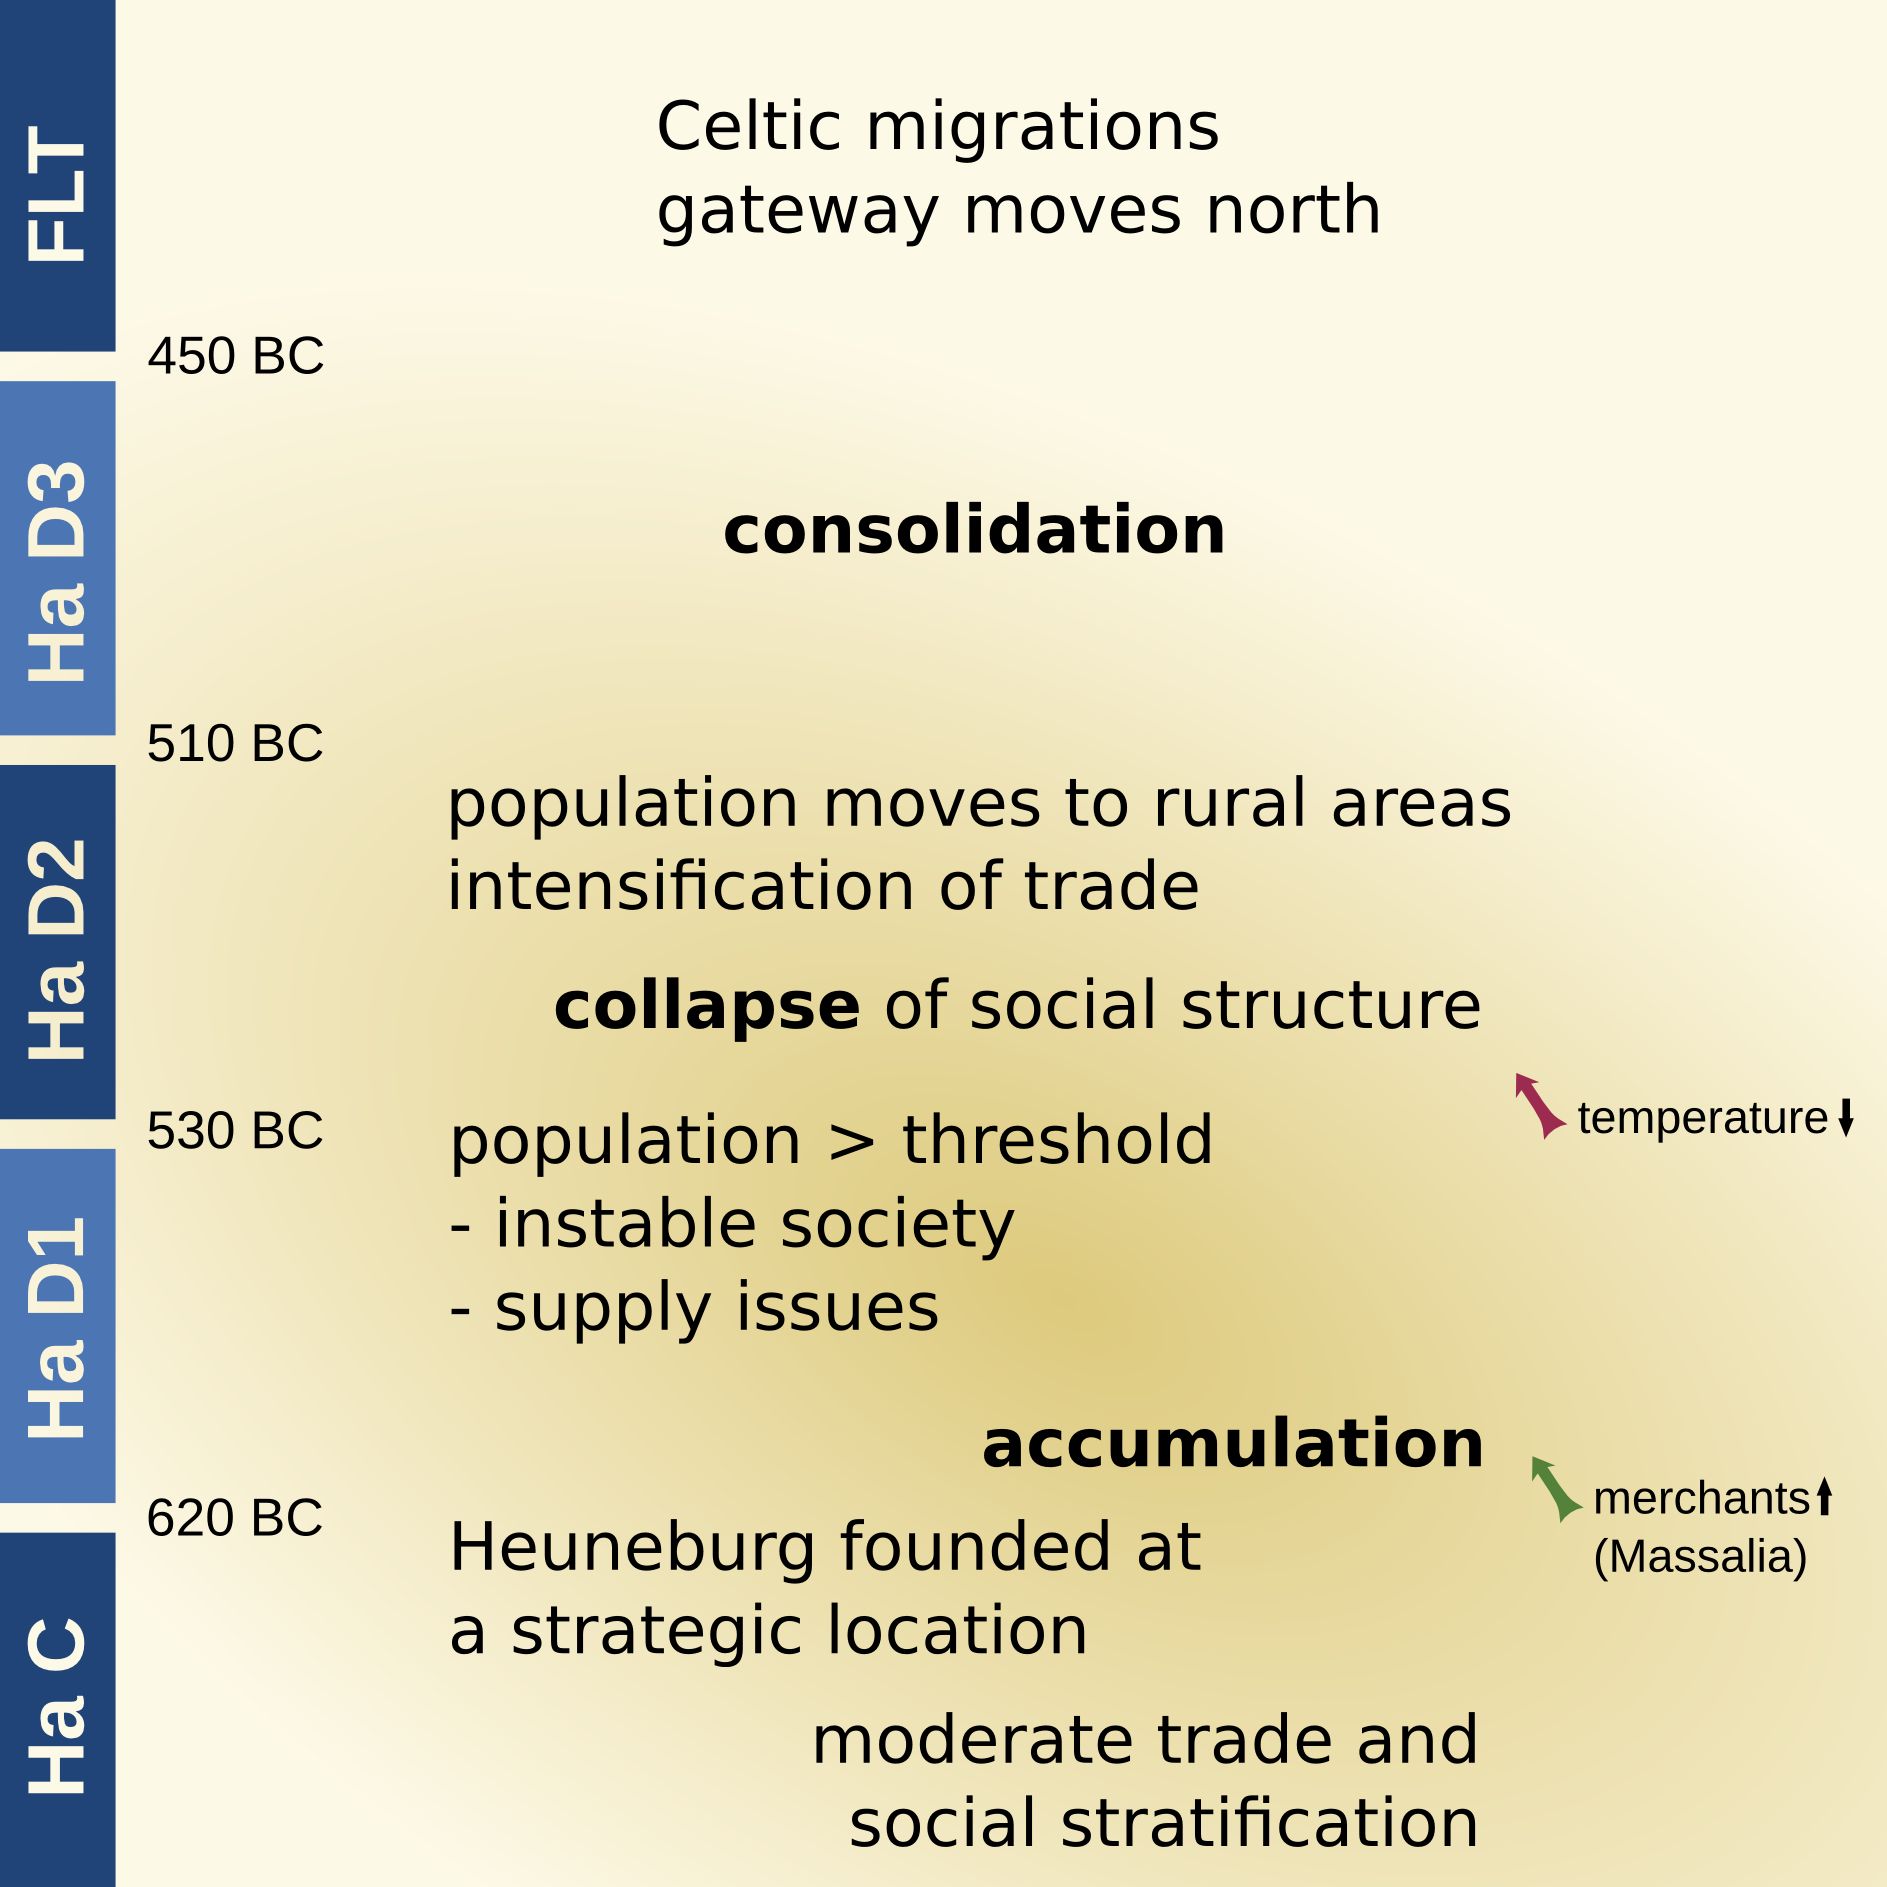 FLT
Celtic migrations
gateway moves north
450 BC
Ha D3
consolidation
510 BC
Ha D2
population moves to rural areas
intensification of trade
collapse of social structure
temperature
530 BC
population > threshold
- instable society
- supply issues
Ha D1
accumulation
merchants
(Massalia)
620 BC
Heuneburg founded at
a strategic location
Ha C
moderate trade and
social stratification